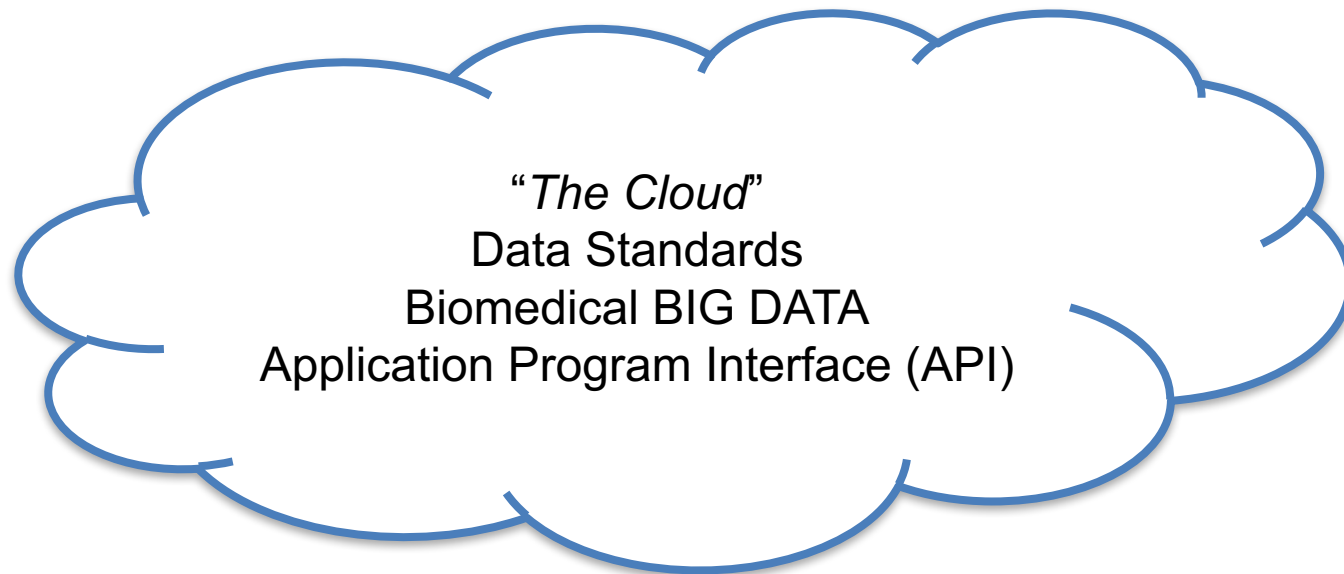 “The Cloud”
Data Standards
Biomedical BIG DATA
Application Program Interface (API)